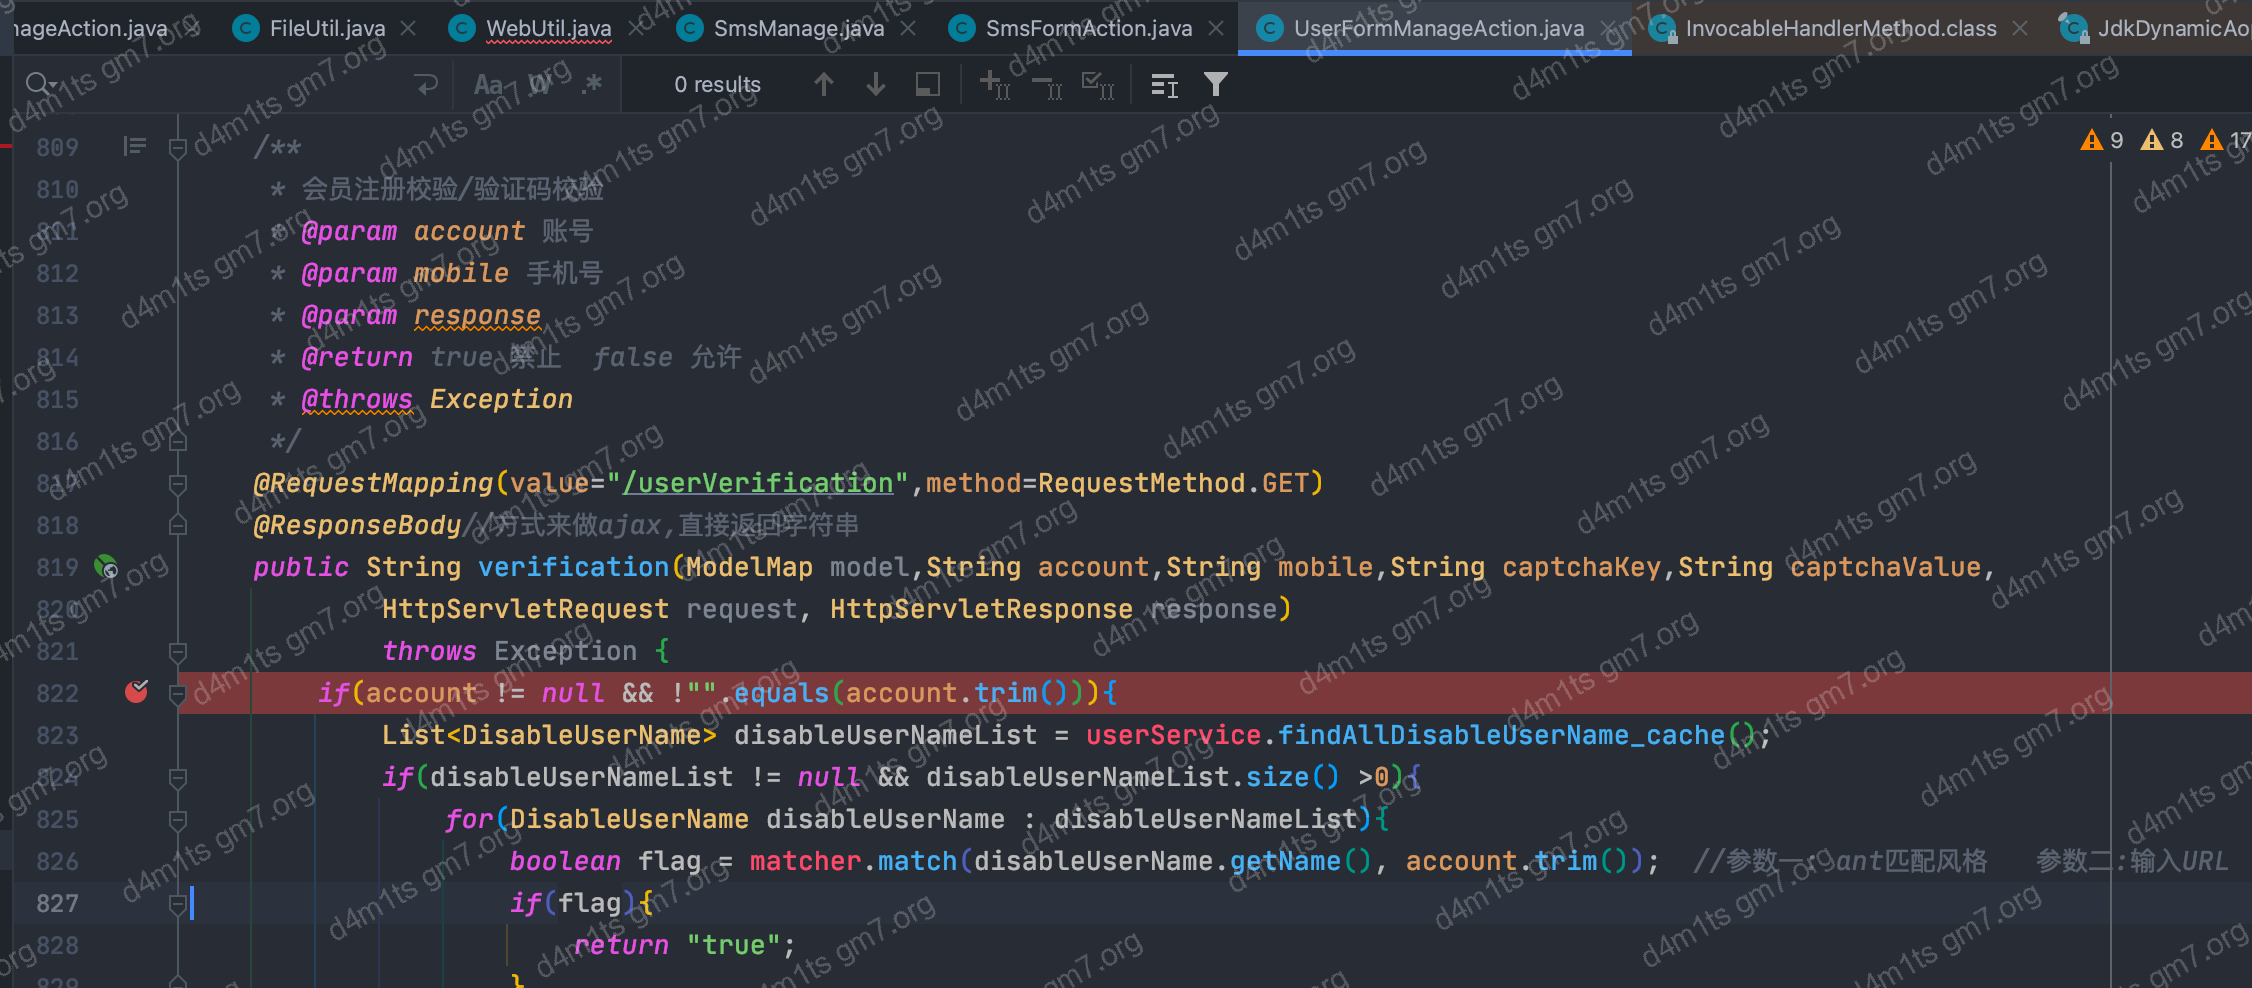 nageAction.java FileUtil.java WebUtil.java SmsManage.java SmsFormAction.java UserFormManageAction.java InvocableHandlerMethod.class JdkDynamicAo
Aa W .* 0 results
9 8 17
809 /**
810 * 会员注册校验/验证码校验
811 * @param account 账号
812 * @param mobile 手机号
813 * @param response
814 * @return true 禁止 false 允许
815 * @throws Exception
816 */
817 @RequestMapping(value="/userVerification",method=RequestMethod.GET)
818 @ResponseBody//方式来做ajax,直接返回字符串
819 public String verification(ModelMap model,String account,String mobile,String captchaKey,String captchaValue,
820 HttpServletRequest request, HttpServletResponse response)
821 throws Exception {
822 if(account != null && !"".equals(account.trim())){
823 List<DisableUserName> disableUserNameList = userService.findAllDisableUserName_cache();
824 if(disableUserNameList != null && disableUserNameList.size() >0){
825 for(DisableUserName disableUserName : disableUserNameList){
826 boolean flag = matcher.match(disableUserName.getName(), account.trim()); //参数一: ant匹配风格 参数二:输入URL
827 if(flag){
828 return "true";
829 }
d4m1ts gm7.org